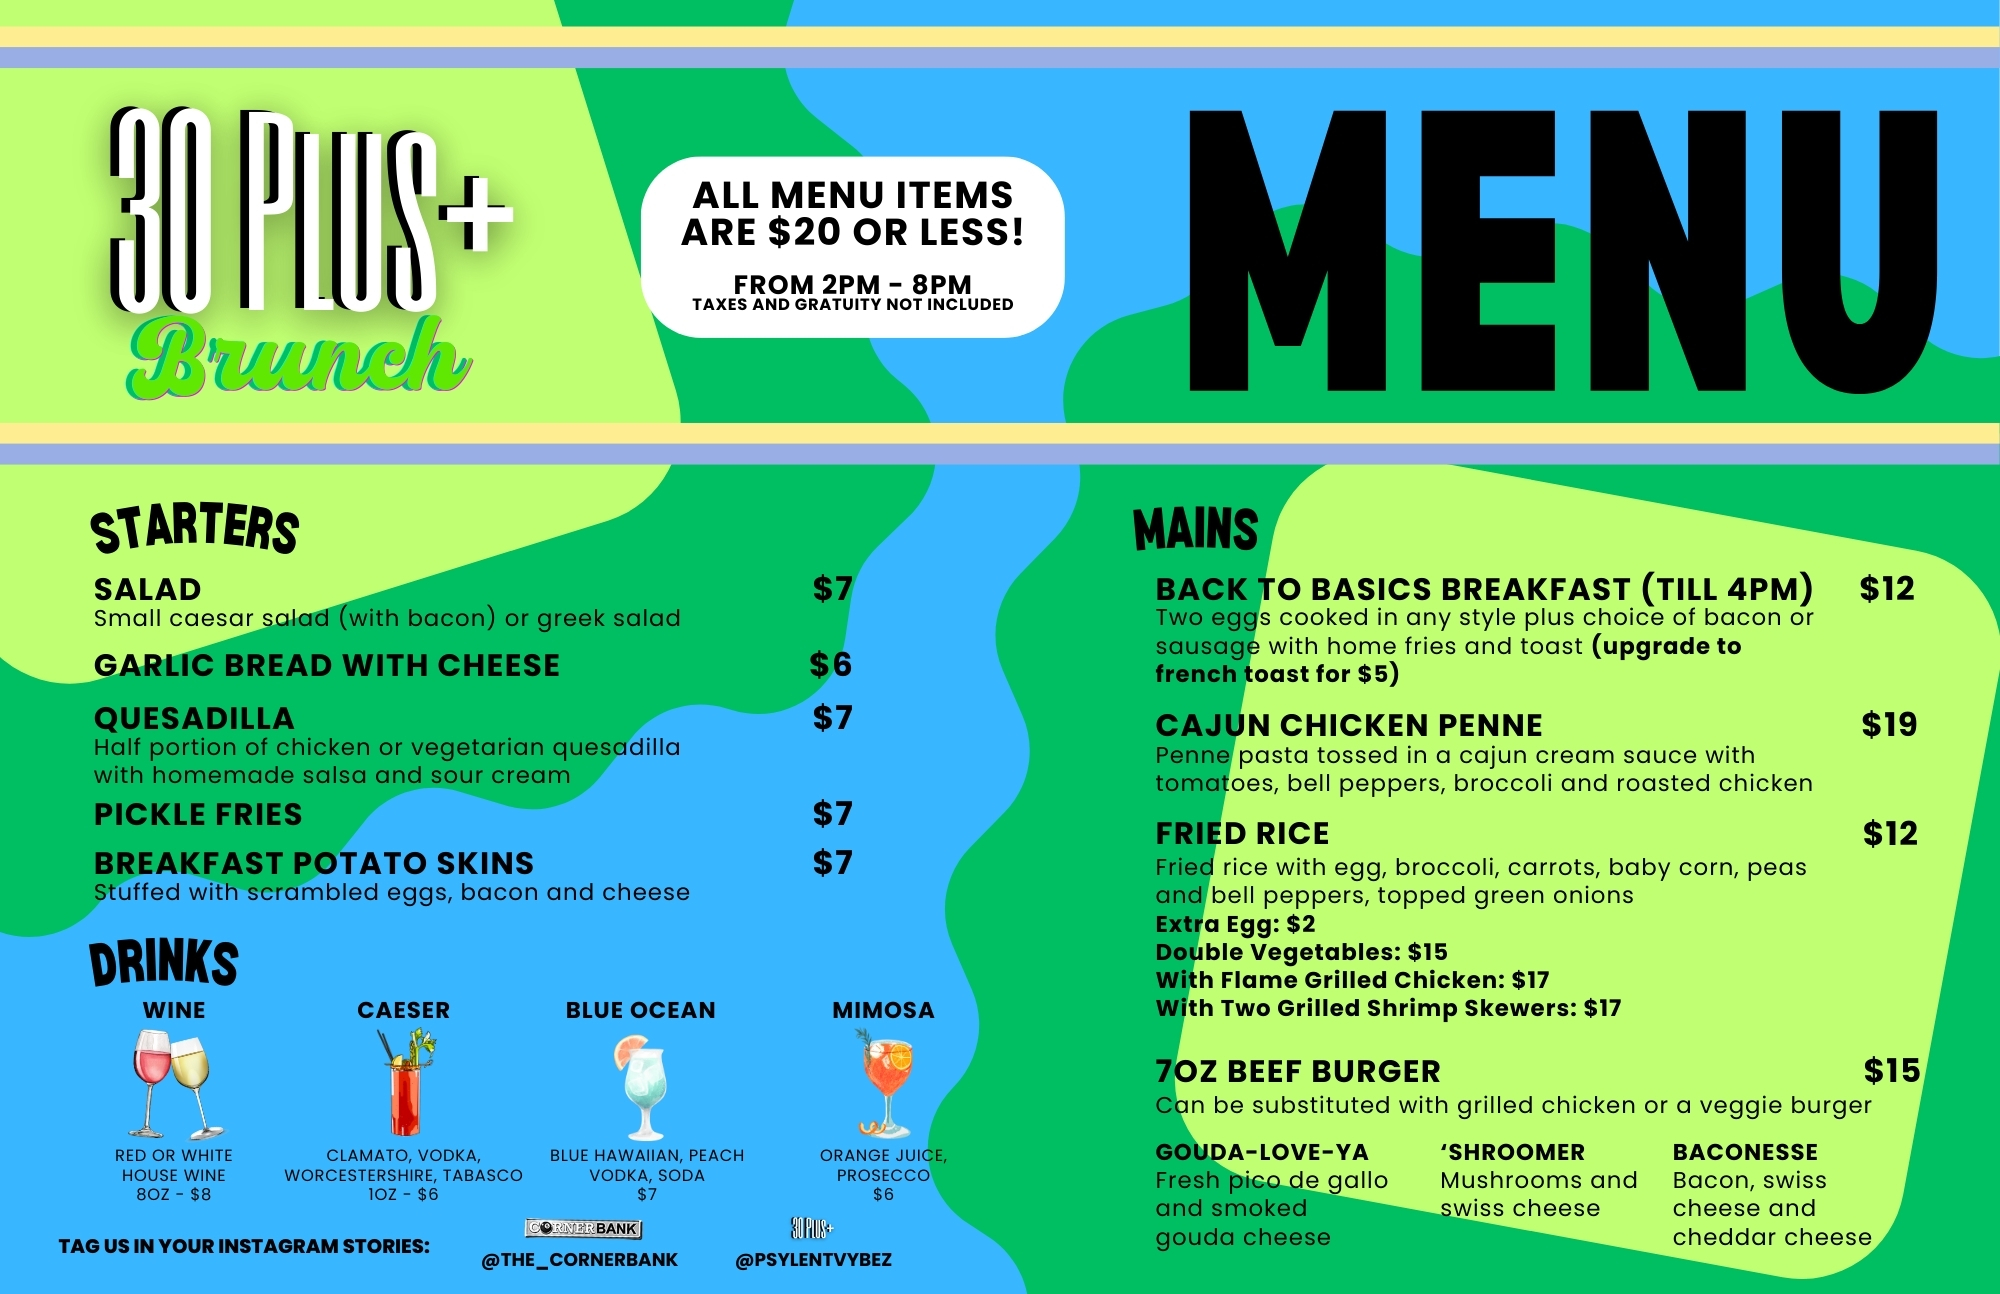 30 PLUS+
Brunch
ALL MENU ITEMS
ARE $20 OR LESS!
FROM 2PM - 8PM
TAXES AND GRATUITY NOT INCLUDED
MENU
STARTERS
SALAD $7
Small caesar salad (with bacon) or greek salad
GARLIC BREAD WITH CHEESE $6
QUESADILLA $7
Half portion of chicken or vegetarian quesadilla
with homemade salsa and sour cream
PICKLE FRIES $7
BREAKFAST POTATO SKINS $7
Stuffed with scrambled eggs, bacon and cheese
DRINKS
WINE
RED OR WHITE
HOUSE WINE
8OZ - $8
CAESER
CLAMATO, VODKA,
WORCESTERSHIRE, TABASCO
1OZ - $6
BLUE OCEAN
BLUE HAWAIIAN, PEACH
VODKA, SODA
$7
MIMOSA
ORANGE JUICE,
PROSECCO
$6
TAG US IN YOUR INSTAGRAM STORIES:
CORNERBANK
@THE_CORNERBANK
30 PLUS+
@PSYLENTVYBEZ
MAINS
BACK TO BASICS BREAKFAST (TILL 4PM) $12
Two eggs cooked in any style plus choice of bacon or
sausage with home fries and toast (upgrade to
french toast for $5)
CAJUN CHICKEN PENNE $19
Penne pasta tossed in a cajun cream sauce with
tomatoes, bell peppers, broccoli and roasted chicken
FRIED RICE $12
Fried rice with egg, broccoli, carrots, baby corn, peas
and bell peppers, topped green onions
Extra Egg: $2
Double Vegetables: $15
With Flame Grilled Chicken: $17
With Two Grilled Shrimp Skewers: $17
7OZ BEEF BURGER $15
Can be substituted with grilled chicken or a veggie burger
GOUDA-LOVE-YA
Fresh pico de gallo
and smoked
gouda cheese
‘SHROOMER
Mushrooms and
swiss cheese
BACONESSE
Bacon, swiss
cheese and
cheddar cheese